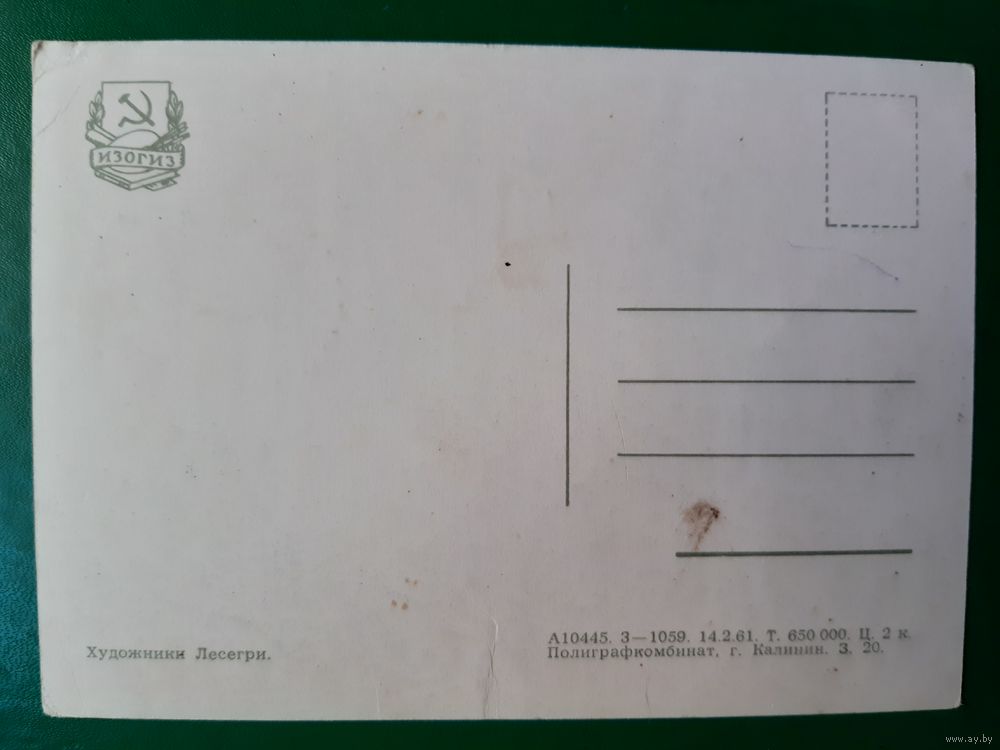 ИЗОГИЗ
Художники Лесегри.
А10445. З—1059. 14.2.61. Т. 650 000. Ц. 2 к.
Полиграфкомбинат, г. Калинин. З. 20.
www.ay.by